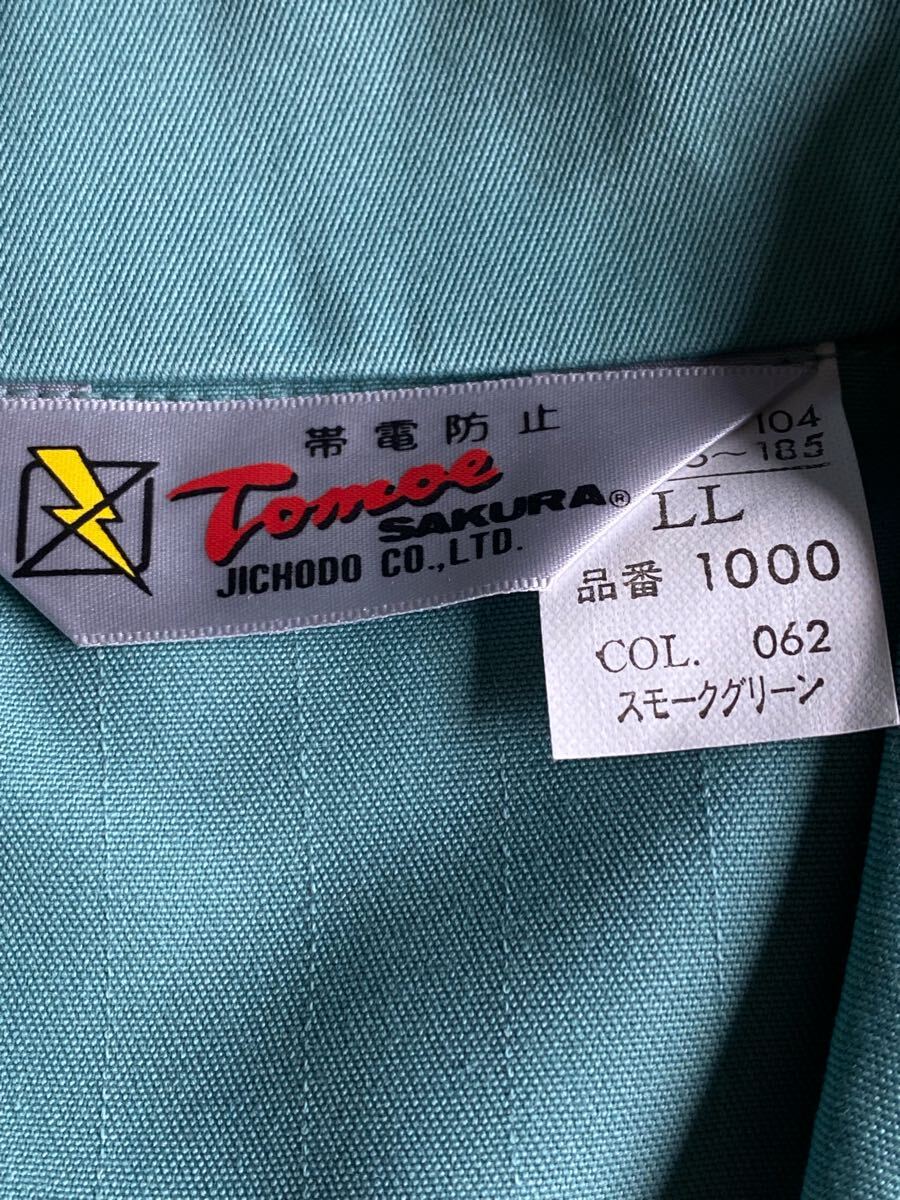 帯電防止
Tomoe
SAKURA®
JICHODO CO.,LTD.
104
~185
LL
品番 1000
COL. 062
スモークグリーン